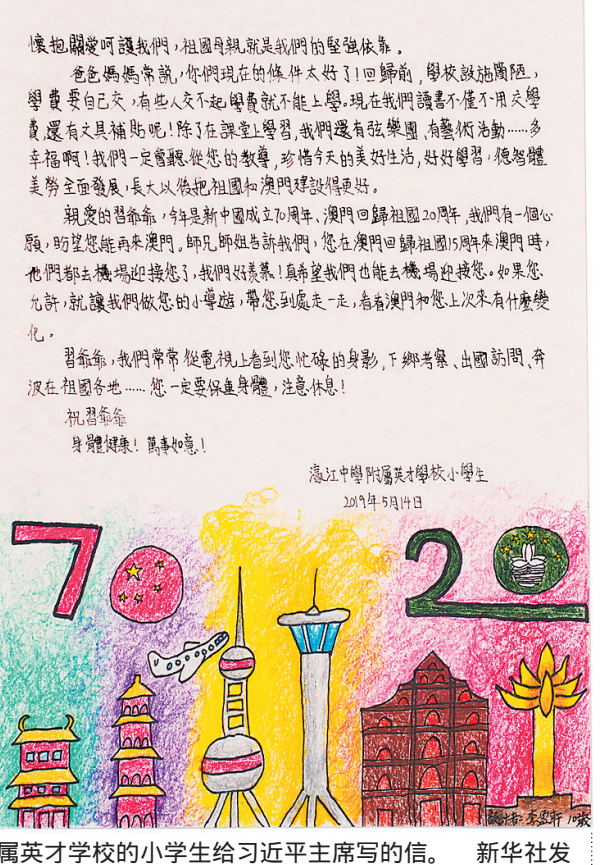 懷抱關愛呵護我們，祖國母親就是我們的堅強依靠。
爸爸媽媽常說，你們現在的條件太好了！回歸前，學校設施簡陋，
學費要自己交，有些人交不起學費就不能上學。現在我們讀書不僅不用交學
費，還有文具補貼呢！除了在課堂上學習，我們還有弦樂團、有藝術活動……多
幸福啊！我們一定會聽從您的教導，珍惜今天的美好生活，好好學習，德智體
美勞全面發展，長大以後把祖國和澳門建設得更好。
親愛的習爺爺，今年是新中國成立70周年、澳門回歸祖國20周年，我們有一個心
願，盼望您能再來澳門。師兄師姐告訴我們，您在澳門回歸祖國15周年來澳門時，
他們都去機場迎接您了，我們好羨慕！真希望我們也能去機場迎接您。如果您
允許，就讓我們做您的小導遊，帶您到處走一走，看看澳門和您上次來有什麼變
化。
習爺爺，我們常常從電視上看到您忙碌的身影，下鄉考察、出國訪問、奔
波在祖國各地……您一定要保重身體，注意休息！
祝習爺爺
身體健康！萬事如意！
濠江中學附屬英才學校小學生
2019年5月14日
70 20
設計者：李 軒 10歲
属英才学校的小学生给习近平主席写的信。 新华社发